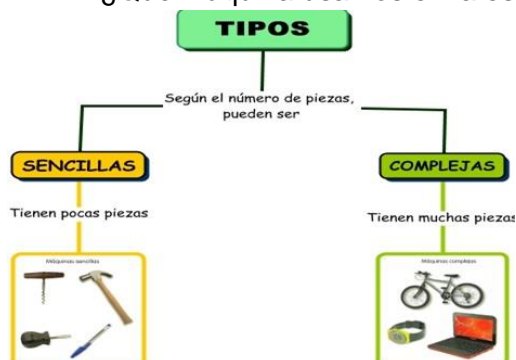 TIPOS
Según el número de piezas,
pueden ser
SENCILLAS
COMPLEJAS
Tienen pocas piezas
Tienen muchas piezas
Máquinas sencillas
Máquinas complejas